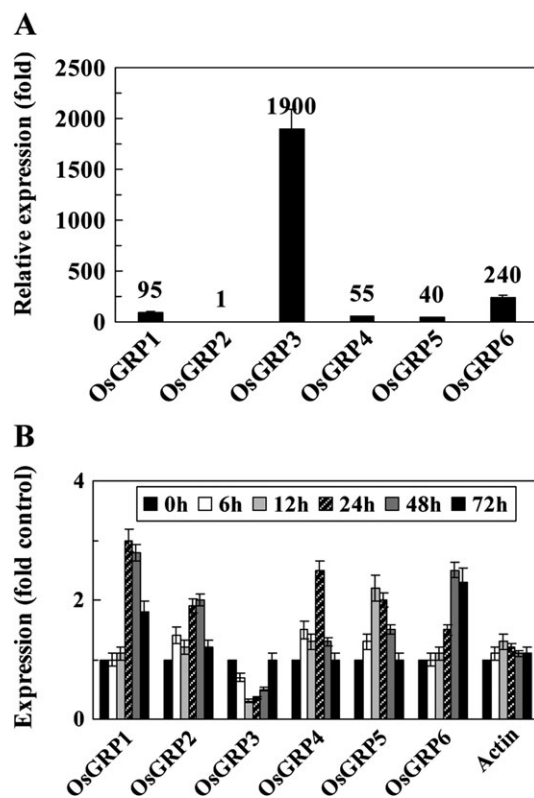 A
Relative expression (fold)
2500
2000
1500
1000
500
0
95
1
1900
55
40
240
OsGRP1
OsGRP2
OsGRP3
OsGRP4
OsGRP5
OsGRP6
B
Expression (fold control)
4
2
0
0h 6h 12h 24h 48h 72h
OsGRP1
OsGRP2
OsGRP3
OsGRP4
OsGRP5
OsGRP6
Actin